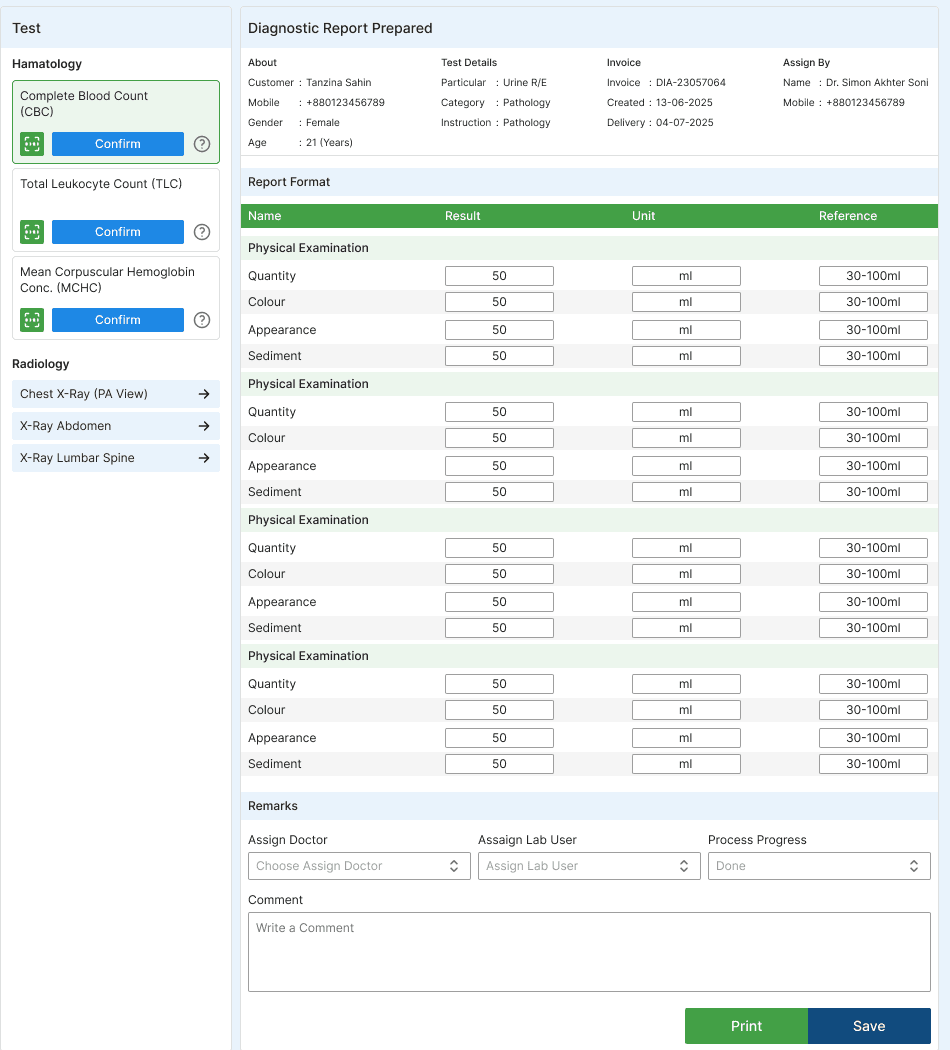 Test
Hamatology
Complete Blood Count
(CBC)
Confirm
Total Leukocyte Count (TLC)
Confirm
Mean Corpuscular Hemoglobin
Conc. (MCHC)
Confirm
Radiology
Chest X-Ray (PA View)
X-Ray Abdomen
X-Ray Lumbar Spine
Diagnostic Report Prepared
About
Customer : Tanzina Sahin
Mobile : +880123456789
Gender : Female
Age : 21 (Years)
Test Details
Particular : Urine R/E
Category : Pathology
Instruction : Pathology
Invoice
Invoice : DIA-23057064
Created : 13-06-2025
Delivery : 04-07-2025
Assign By
Name : Dr. Simon Akhter Soni
Mobile : +880123456789
Report Format
Name Result Unit Reference
Physical Examination
Quantity 50 ml 30-100ml
Colour 50 ml 30-100ml
Appearance 50 ml 30-100ml
Sediment 50 ml 30-100ml
Physical Examination
Quantity 50 ml 30-100ml
Colour 50 ml 30-100ml
Appearance 50 ml 30-100ml
Sediment 50 ml 30-100ml
Physical Examination
Quantity 50 ml 30-100ml
Colour 50 ml 30-100ml
Appearance 50 ml 30-100ml
Sediment 50 ml 30-100ml
Physical Examination
Quantity 50 ml 30-100ml
Colour 50 ml 30-100ml
Appearance 50 ml 30-100ml
Sediment 50 ml 30-100ml
Remarks
Assign Doctor Assaign Lab User Process Progress
Choose Assign Doctor Assaign Lab User Done
Comment
Write a Comment
Print Save